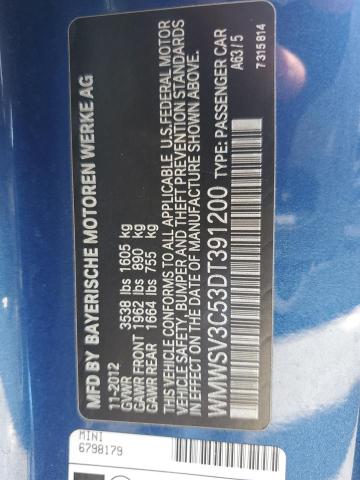 MFD BY BAYERISCHE MOTOREN WERKE AG
11-2012
GVWR 3538 lbs 1605 kg
GAWR FRONT 1962 lbs 890 kg
GAWR REAR 1664 lbs 755 kg
THIS VEHICLE CONFORMS TO ALL APPLICABLE U.S. FEDERAL MOTOR
VEHICLE SAFETY, BUMPER AND THEFT PREVENTION STANDARDS
IN EFFECT ON THE DATE OF MANUFACTURE SHOWN ABOVE.
WMWSV3C53DT391200 TYPE: PASSENGER CAR
A63/5
7315814
MINI
6798179